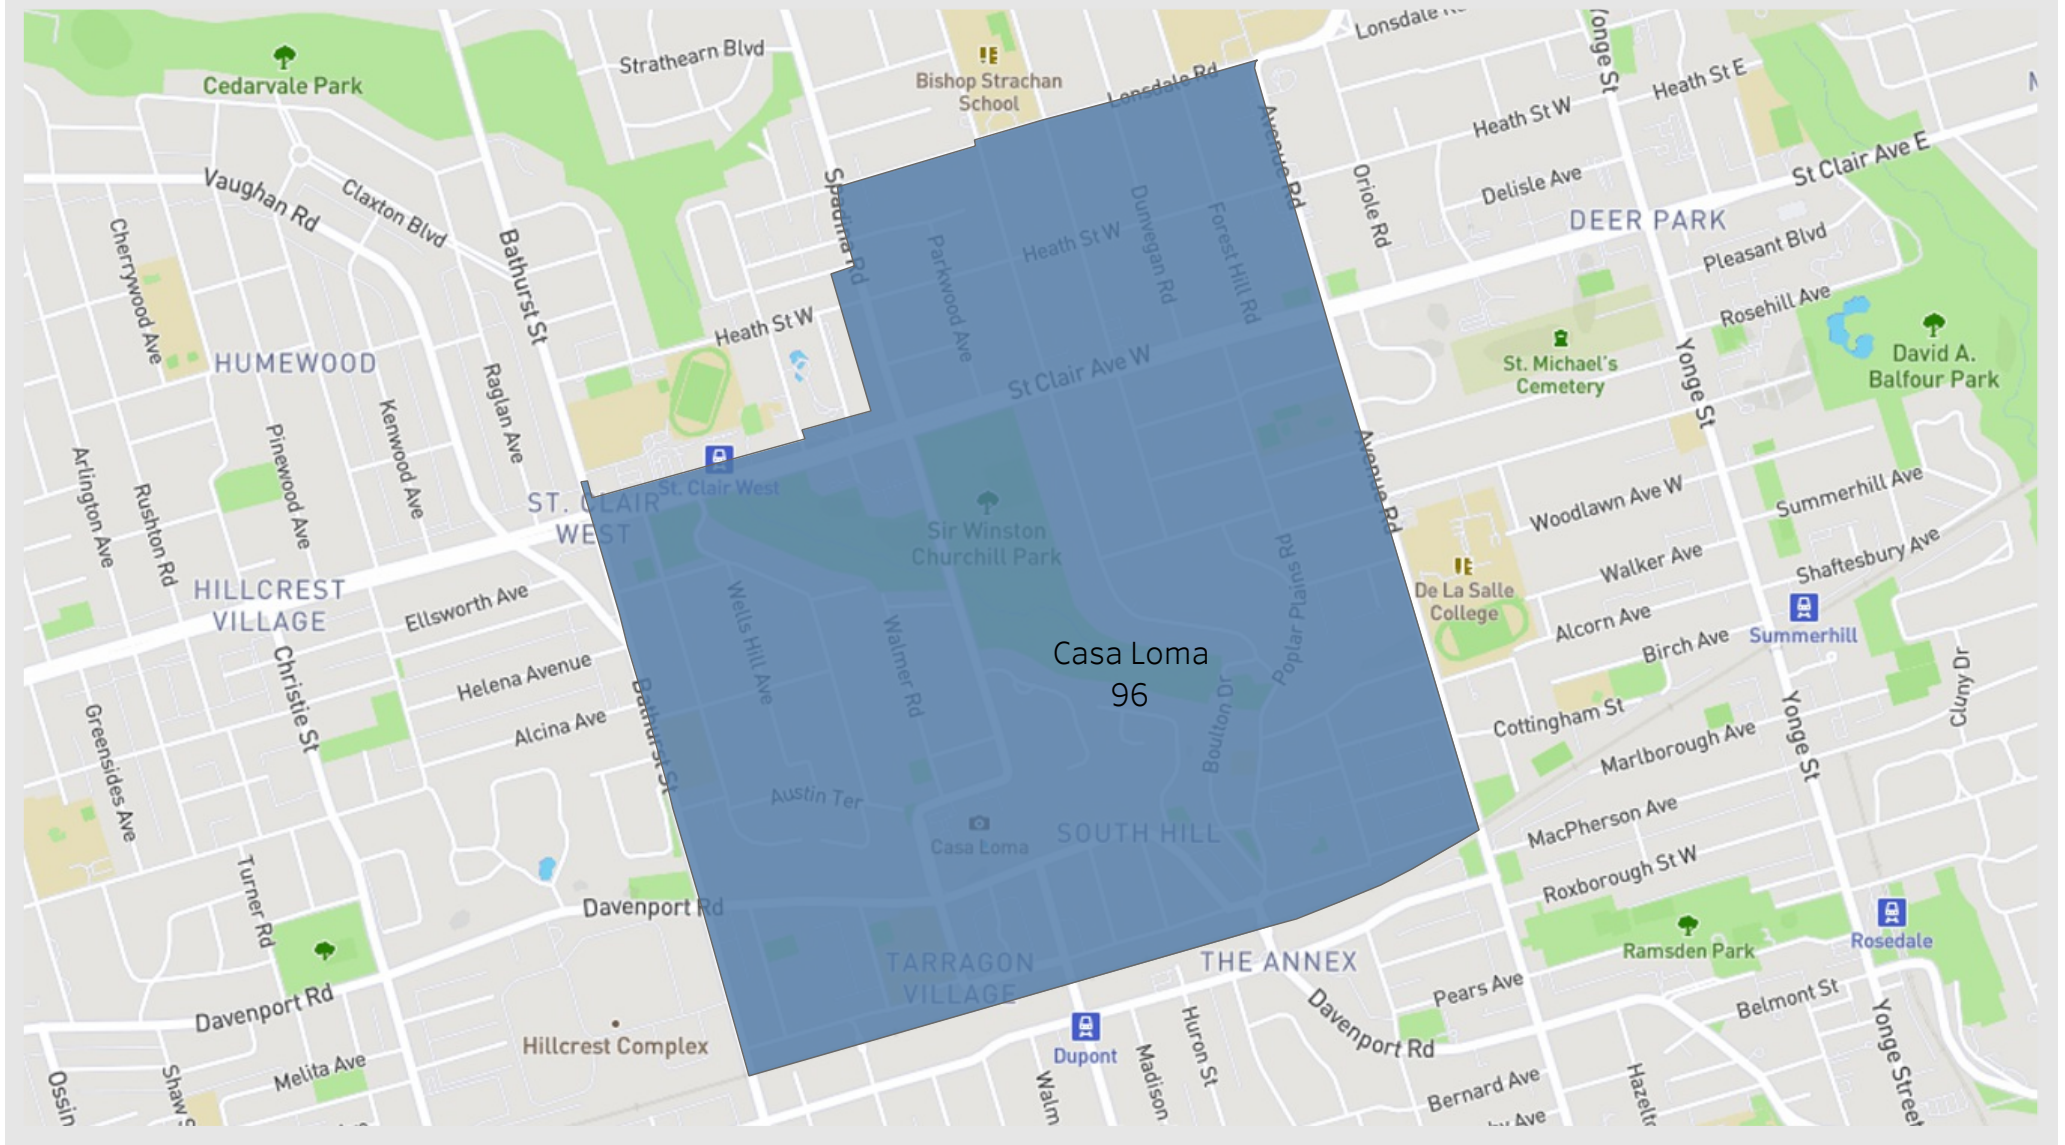 Lonsdale Rd
Strathearn Blvd
Cedarvale Park
Bishop Strachan
School
Lonsdale Rd
Yonge St
Heath St E
Heath St W
St Clair Ave E
Avenue Rd
Vaughan Rd
Claxton Blvd
Spadina Rd
Dunvegan Rd
Forest Hill Rd
Oriole Rd
Delisle Ave
DEER PARK
Cherrywood Ave
Bathurst St
Parkwood Ave
Heath St W
Pleasant Blvd
Rosehill Ave
Heath St W
HUMEWOOD
St Clair Ave W
St. Michael's
Cemetery
Yonge St
David A.
Balfour Park
Raglan Ave
Kenwood Ave
Pinewood Ave
Arlington Ave
Rushton Rd
Avenue Rd
St. Clair West
ST. CLAIR
WEST
Sir Winston
Churchill Park
Woodlawn Ave W
Summerhill Ave
Walker Ave
Shaftesbury Ave
De La Salle
College
HILLCREST
VILLAGE
Ellsworth Ave
Wells Hill Ave
Walmer Rd
Poplar Plains Rd
Alcorn Ave
Birch Ave
Summerhill
Casa Loma
96
Helena Avenue
Christie St
Bathurst St
Alcina Ave
Boulton Dr
Cottingham St
Cluny Dr
Greensides Ave
Marlborough Ave
Yonge St
Austin Ter
Casa Loma
SOUTH HILL
MacPherson Ave
Turner Rd
Roxborough St W
Davenport Rd
Ramsden Park
Rosedale
TARRAGON
VILLAGE
THE ANNEX
Davenport Rd
Pears Ave
Belmont St
Hillcrest Complex
Dupont
Huron St
Davenport Rd
Yonge Street
Melita Ave
Ossin
Shaw S
Walm
Madison
Bernard Ave
Hazelt